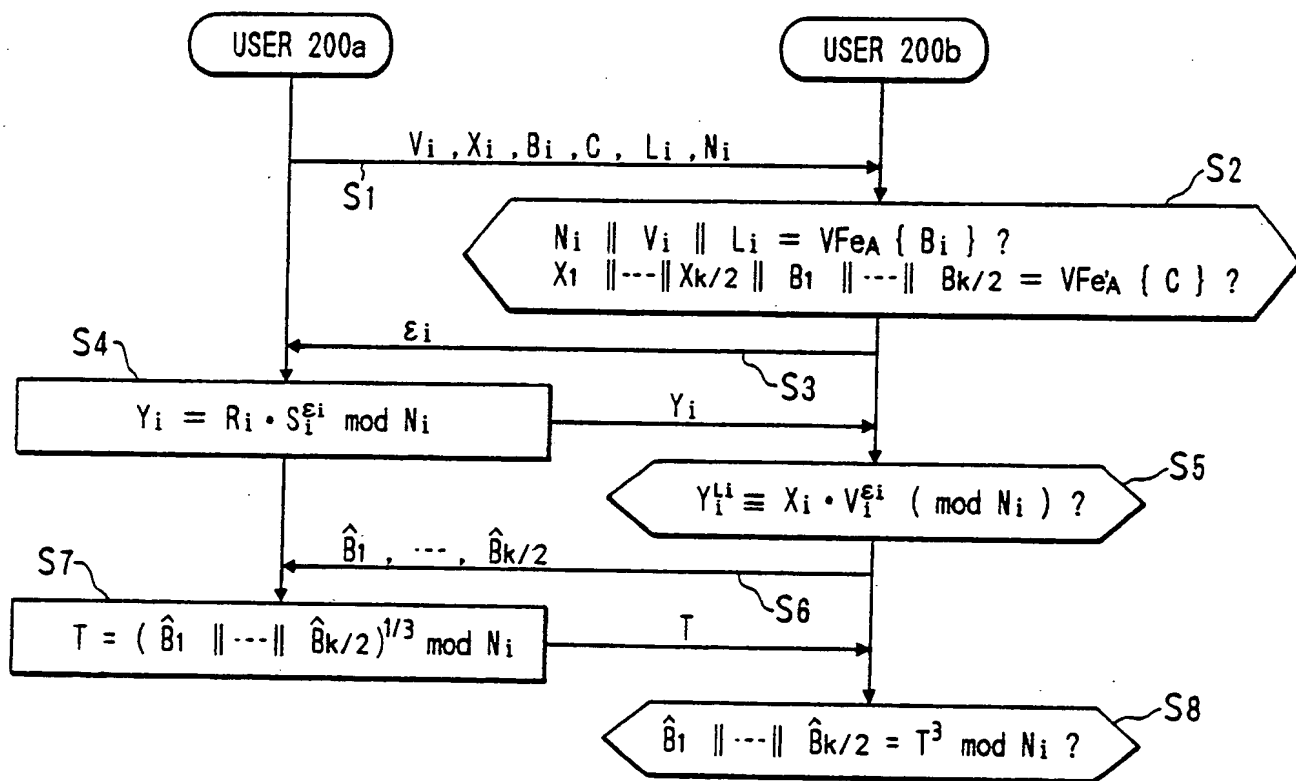 USER 200a
USER 200b
Vi , Xi , Bi , C , Li , Ni
S1
S2
Ni ‖ Vi ‖ Li = VFeA { Bi } ?
X1 ‖---‖ Xk/2 ‖ B1 ‖---‖ Bk/2 = VFe'A { C } ?
εi
S3
S4
Yi = Ri · Si^εi mod Ni
Yi
S5
Yi^Li ≡ Xi · Vi^εi ( mod Ni ) ?
B̂1 , --- , B̂k/2
S6
S7
T = ( B̂1 ‖---‖ B̂k/2 )^1/3 mod Ni
T
S8
B̂1 ‖---‖ B̂k/2 = T^3 mod Ni ?